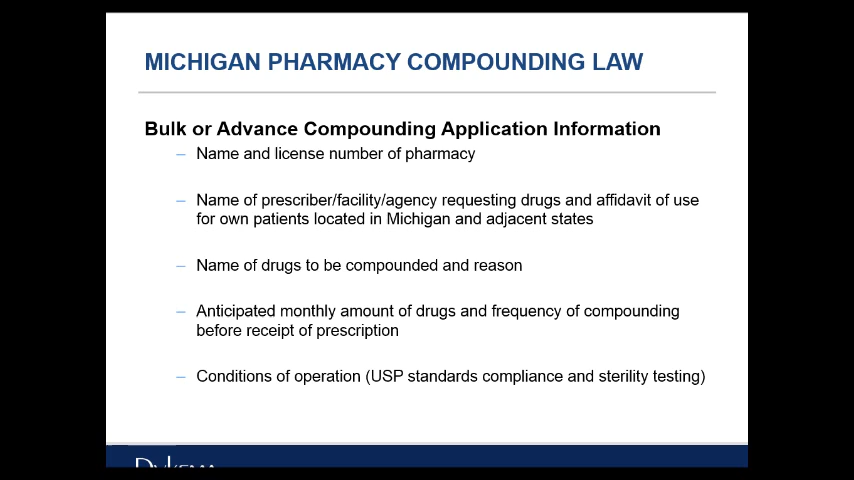 MICHIGAN PHARMACY COMPOUNDING LAW
Bulk or Advance Compounding Application Information
– Name and license number of pharmacy
– Name of prescriber/facility/agency requesting drugs and affidavit of use
for own patients located in Michigan and adjacent states
– Name of drugs to be compounded and reason
– Anticipated monthly amount of drugs and frequency of compounding
before receipt of prescription
– Conditions of operation (USP standards compliance and sterility testing)